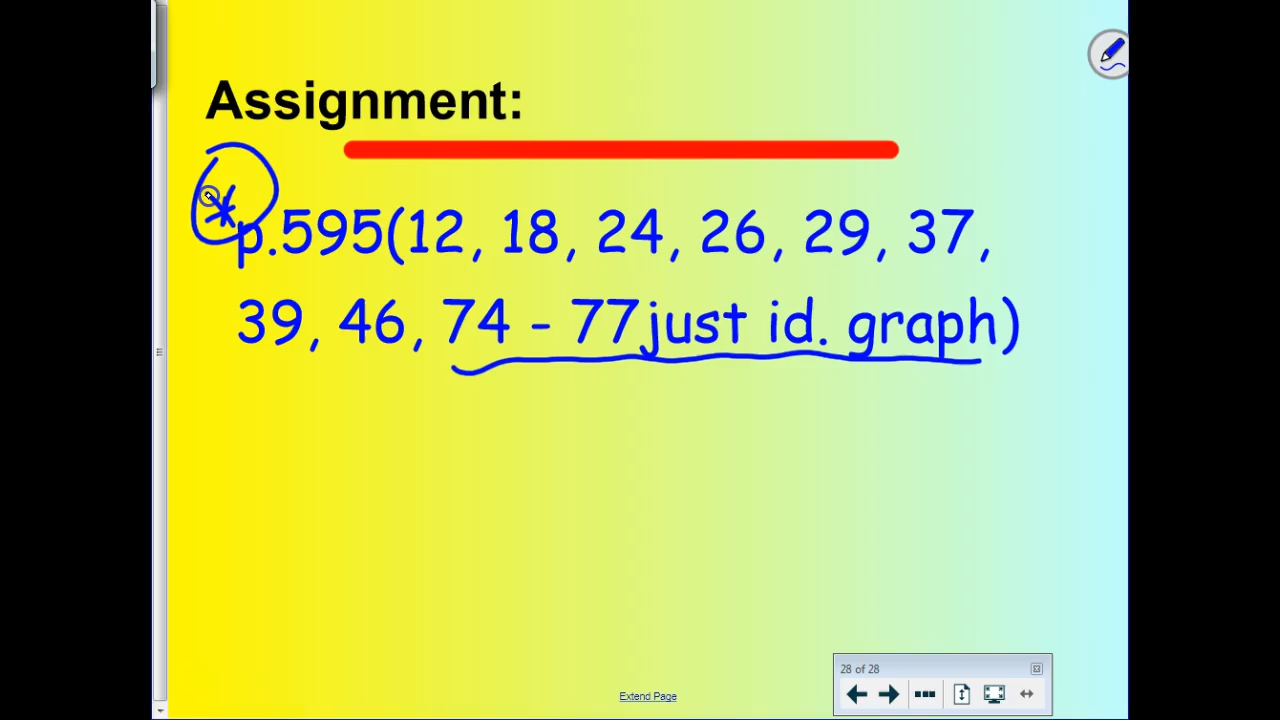 Assignment:
*
p.595(12, 18, 24, 26, 29, 37,
39, 46, 74 - 77just id. graph)
28 of 28
Extend Page